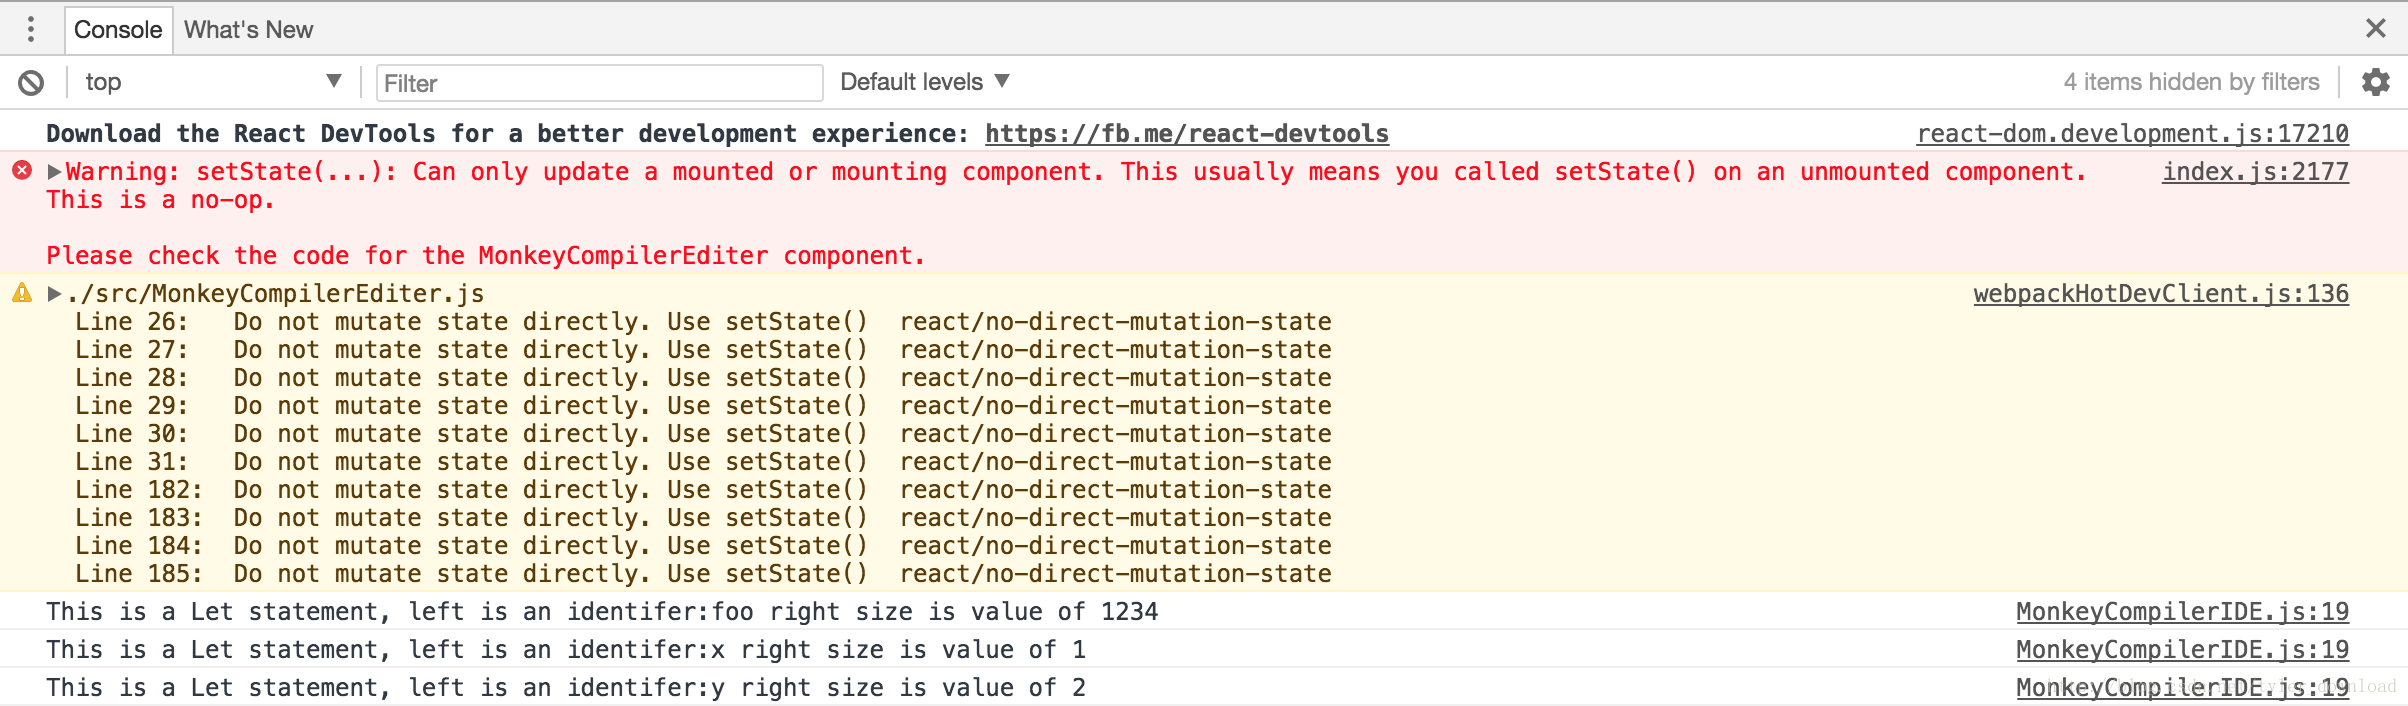 Console What's New
top Filter Default levels 4 items hidden by filters
Download the React DevTools for a better development experience: https://fb.me/react-devtools react-dom.development.js:17210
Warning: setState(...): Can only update a mounted or mounting component. This usually means you called setState() on an unmounted component. index.js:2177
This is a no-op.
Please check the code for the MonkeyCompilerEditer component.
./src/MonkeyCompilerEditer.js webpackHotDevClient.js:136
Line 26: Do not mutate state directly. Use setState() react/no-direct-mutation-state
Line 27: Do not mutate state directly. Use setState() react/no-direct-mutation-state
Line 28: Do not mutate state directly. Use setState() react/no-direct-mutation-state
Line 29: Do not mutate state directly. Use setState() react/no-direct-mutation-state
Line 30: Do not mutate state directly. Use setState() react/no-direct-mutation-state
Line 31: Do not mutate state directly. Use setState() react/no-direct-mutation-state
Line 182: Do not mutate state directly. Use setState() react/no-direct-mutation-state
Line 183: Do not mutate state directly. Use setState() react/no-direct-mutation-state
Line 184: Do not mutate state directly. Use setState() react/no-direct-mutation-state
Line 185: Do not mutate state directly. Use setState() react/no-direct-mutation-state
This is a Let statement, left is an identifer:foo right size is value of 1234 MonkeyCompilerIDE.js:19
This is a Let statement, left is an identifer:x right size is value of 1 MonkeyCompilerIDE.js:19
This is a Let statement, left is an identifer:y right size is value of 2 MonkeyCompilerIDE.js:19